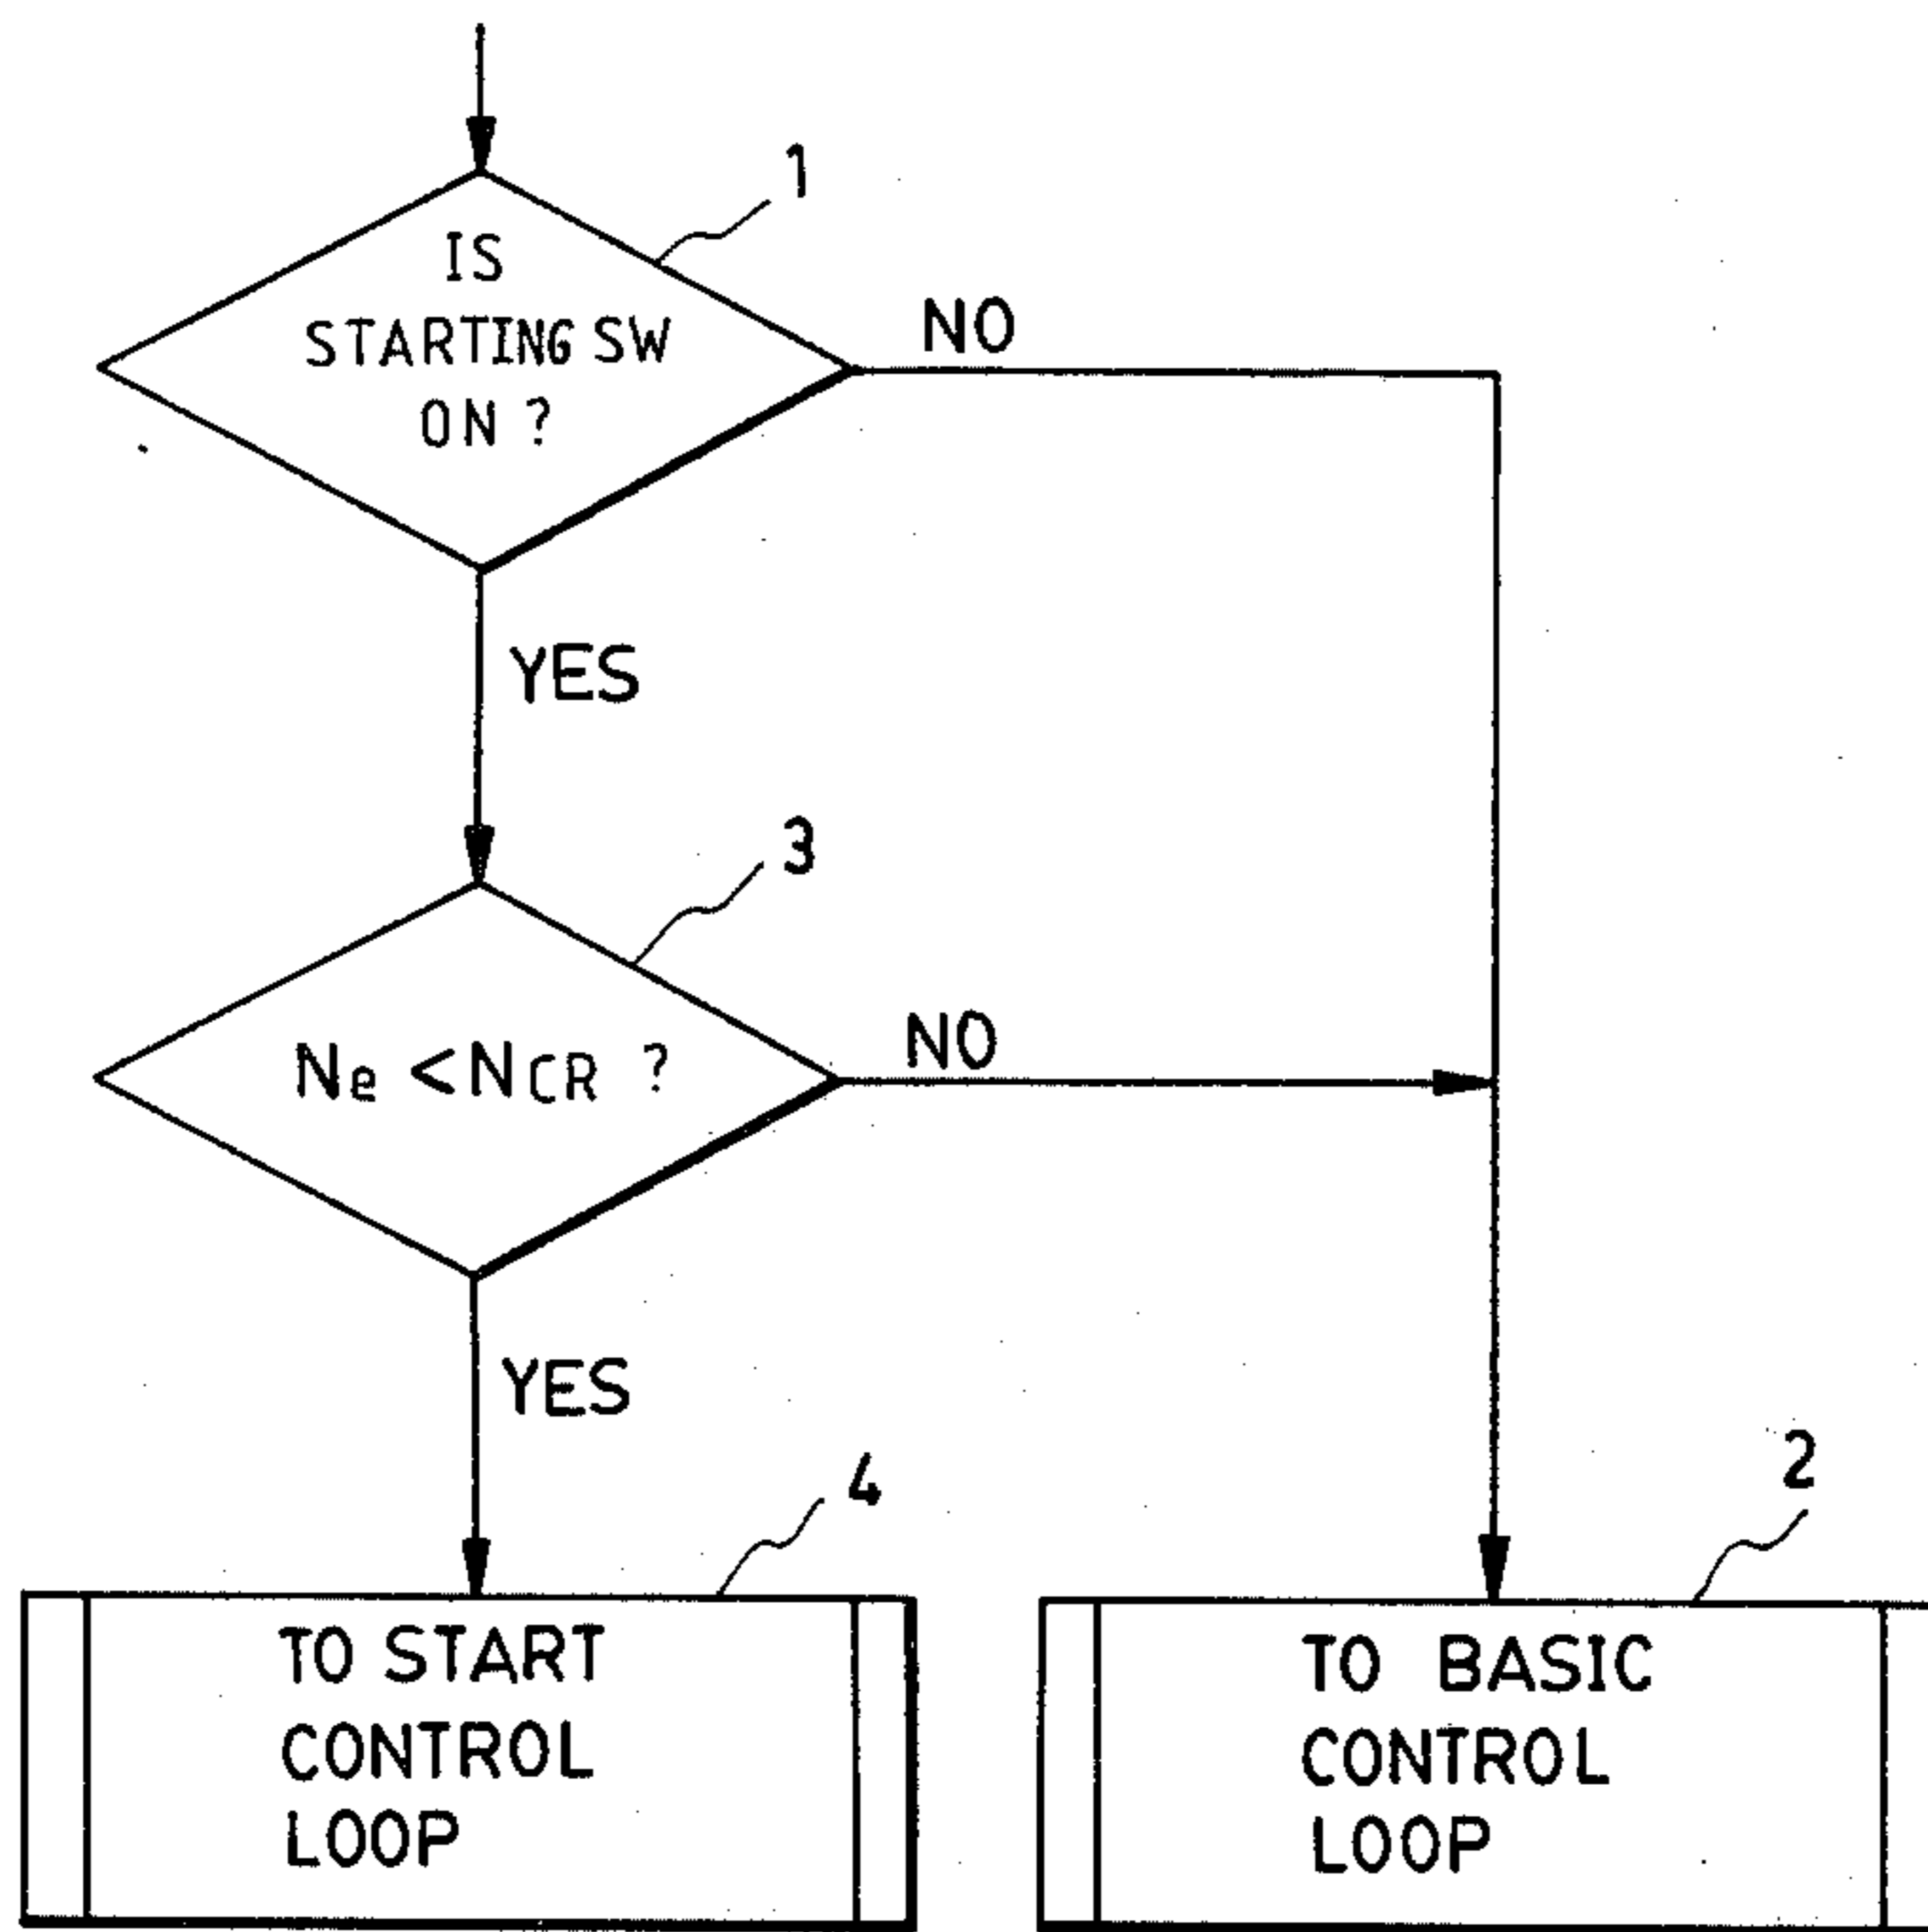 1
IS
STARTING SW
ON ?
NO
YES
3
Ne < NCR ?
NO
YES
4
TO START
CONTROL
LOOP
2
TO BASIC
CONTROL
LOOP